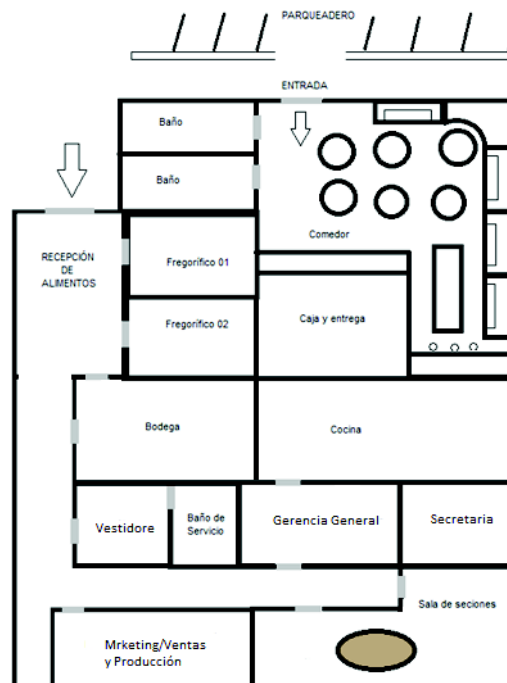 PARQUEADERO
ENTRADA
Baño
Baño
Comedor
RECEPCIÓN
DE
ALIMENTOS
Fregorífico 01
Fregorífico 02
Caja y entrega
Bodega
Cocina
Vestidore
Baño de
Servicio
Gerencia General
Secretaria
Sala de seciones
Mrketing/Ventas
y Producción